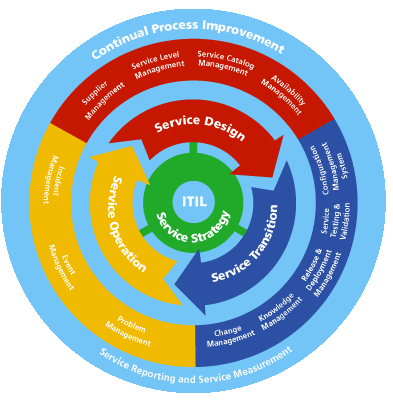 Continual Process Improvement
Supplier
Management
Service Level
Management
Service Catalog
Management
Availability
Management
System
Configuration
Management
Service
Testing &
Validation
Release &
Deployment
Management
Knowledge
Management
Change
Management
Problem
Management
Event
Management
Incident
Management
Service Design
Service Transition
Service Operation
ITIL
Service Strategy
Service Reporting and Service Measurement